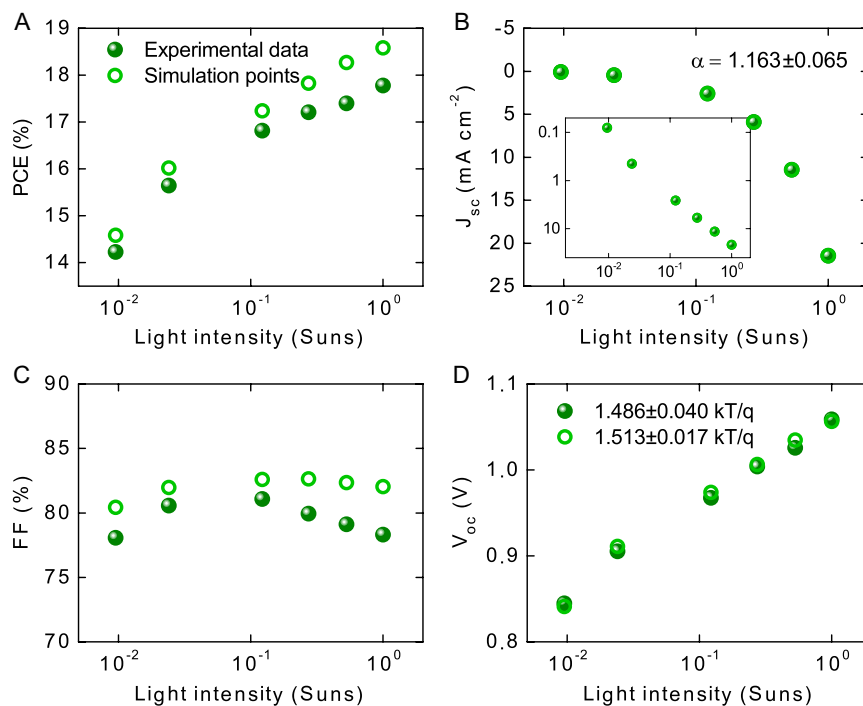 A
19
18
17
16
15
14
PCE (%)
Experimental data
Simulation points
10⁻²
10⁻¹
10⁰
Light intensity (Suns)
B
-5
0
5
10
15
20
25
J_sc (mA cm⁻²)
α = 1.163±0.065
0.1
1
10
10⁻²
10⁻¹
10⁰
10⁻²
10⁻¹
10⁰
Light intensity (Suns)
C
90
85
80
75
70
FF (%)
10⁻²
10⁻¹
10⁰
Light intensity (Suns)
D
1.1
1.0
0.9
0.8
V_oc (V)
1.486±0.040 kT/q
1.513±0.017 kT/q
10⁻²
10⁻¹
10⁰
Light intensity (Suns)